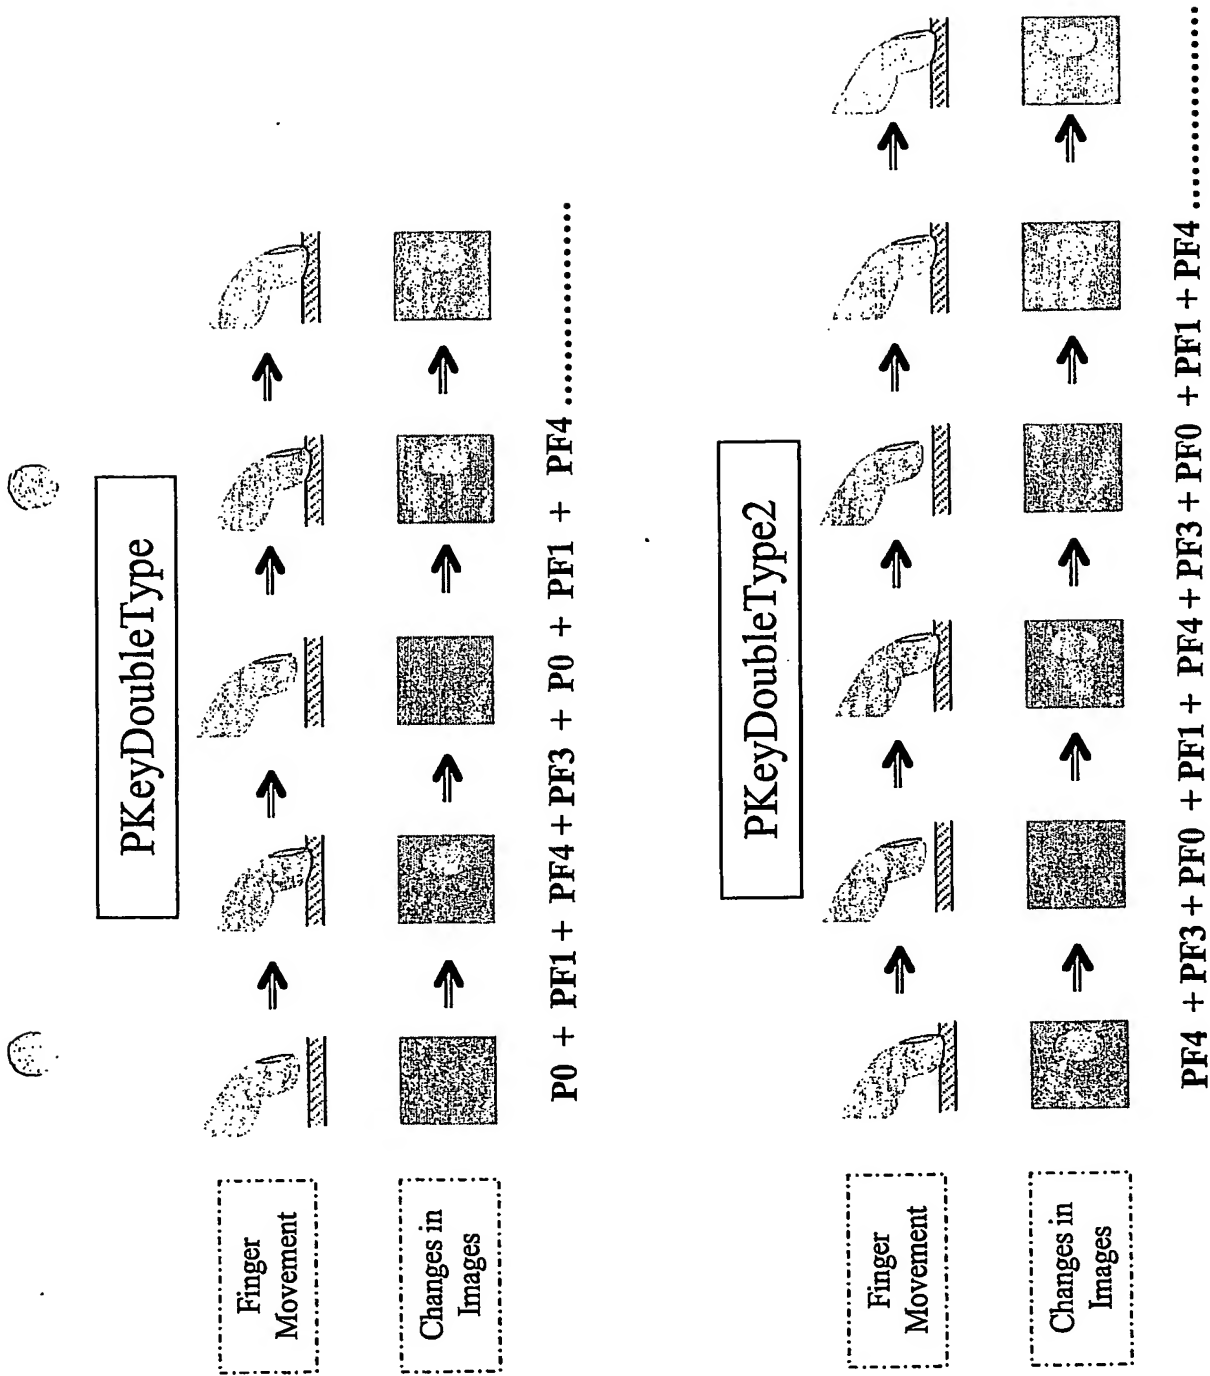 PKeyDoubleType
Finger
Movement
Changes in
Images
P0 + PF1 + PF4 + PF3 + P0 + PF1 + PF4 ..................
PKeyDoubleType2
Finger
Movement
Changes in
Images
PF4 + PF3 + PF0 + PF1 + PF4 + PF3 + PF0 + PF1 + PF4 ..................